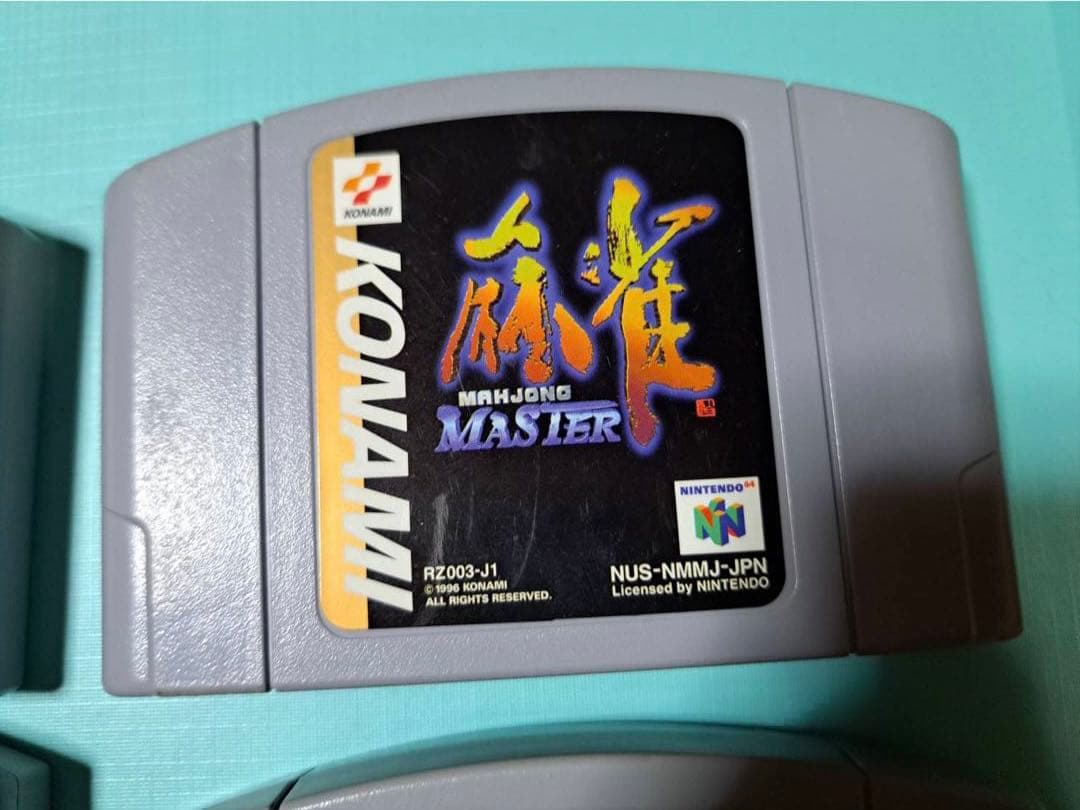 KONAMI
KONAMI
麻雀
MAHJONG
MASTER
NINTENDO64
RZ003-J1
© 1996 KONAMI
ALL RIGHTS RESERVED.
NUS-NMMJ-JPN
Licensed by NINTENDO